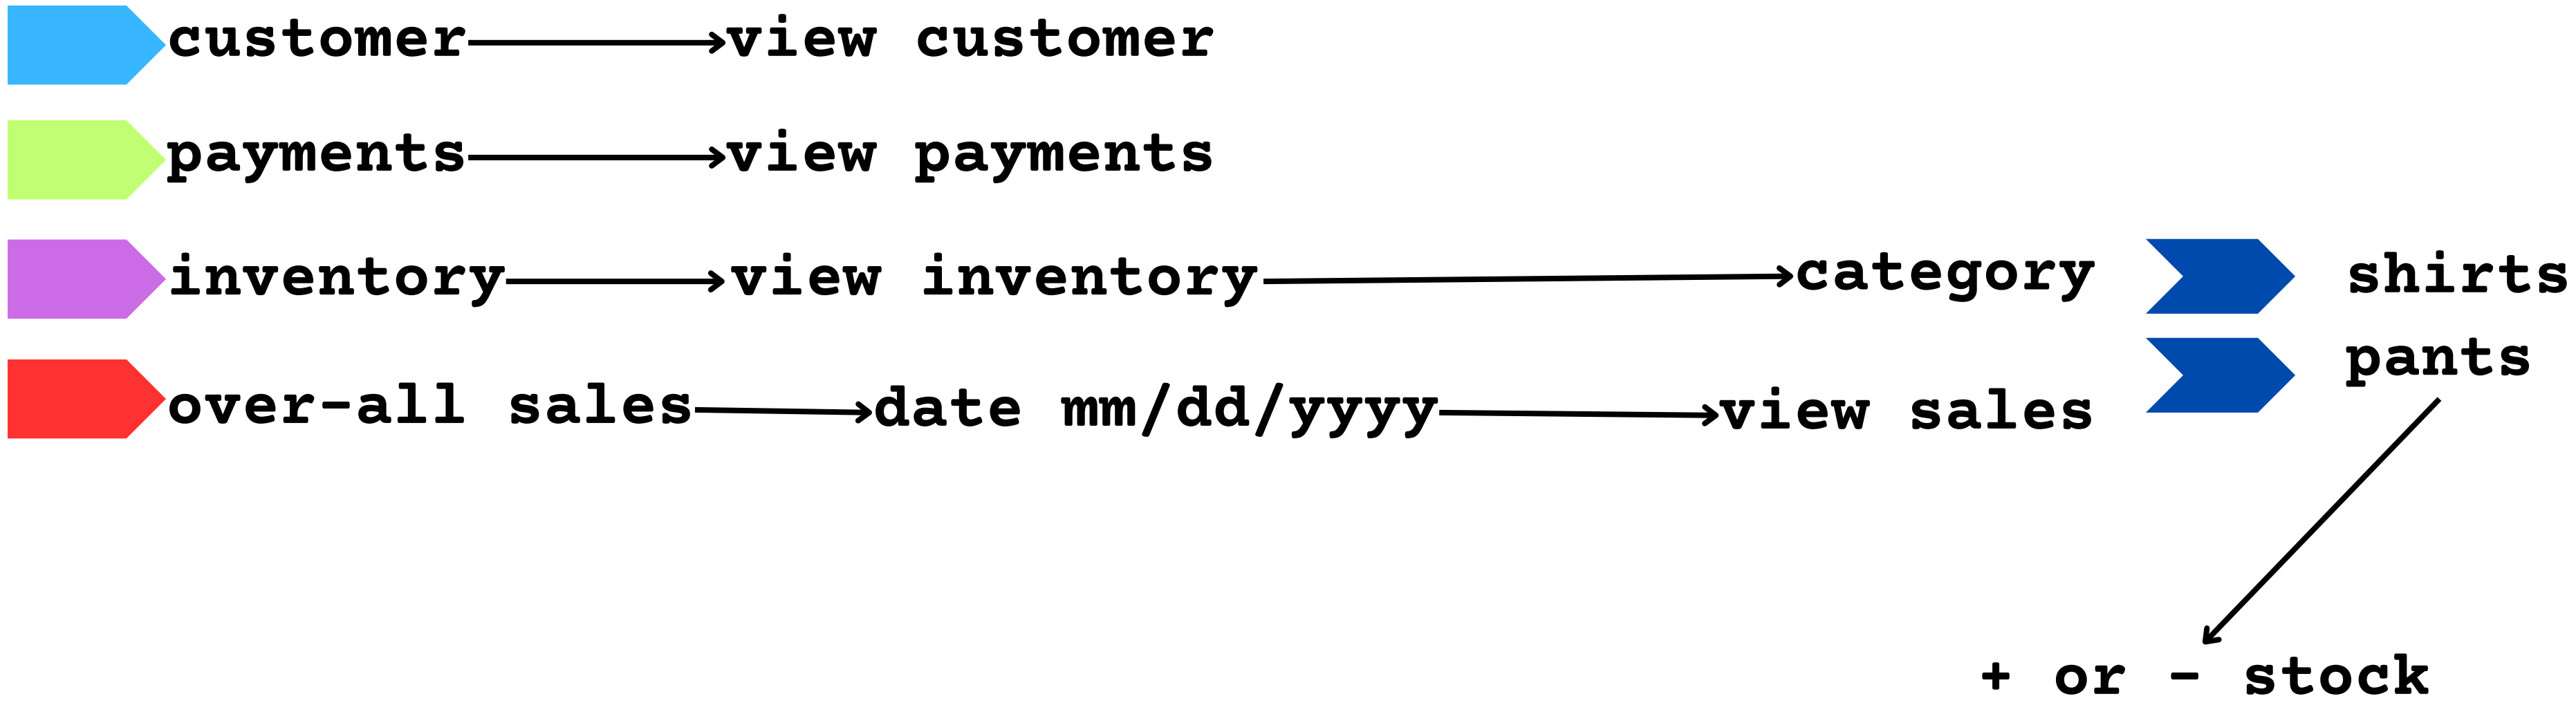 customer view customer
payments view payments
inventory view inventory category shirts
pants
over-all sales date mm/dd/yyyy view sales
+ or - stock